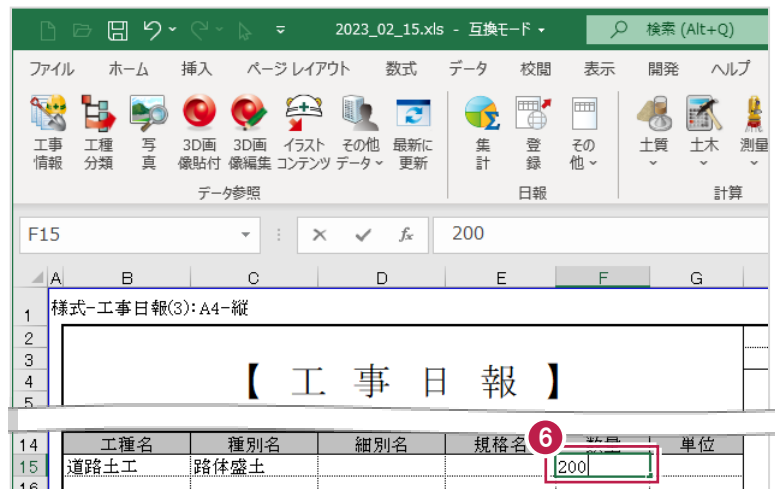 2023_02_15.xls - 互換モード
検索 (Alt+Q)
ファイル ホーム 挿入 ページ レイアウト 数式 データ 校閲 表示 開発 ヘルプ
工事情報 工種分類 写真 3D画像貼付 3D画像編集 イラストコンテンツ その他データ 最新に更新 集計 登録 その他 土質 土木 測量
データ参照 日報 計算
F15 fx 200
A B C D E F G
1 様式-工事日報(3):A4-縦
2
3
4 【 工 事 日 報 】
5
14 工種名 種別名 細別名 規格名 数量 単位
15 道路土工 路体盛土 200
16
6